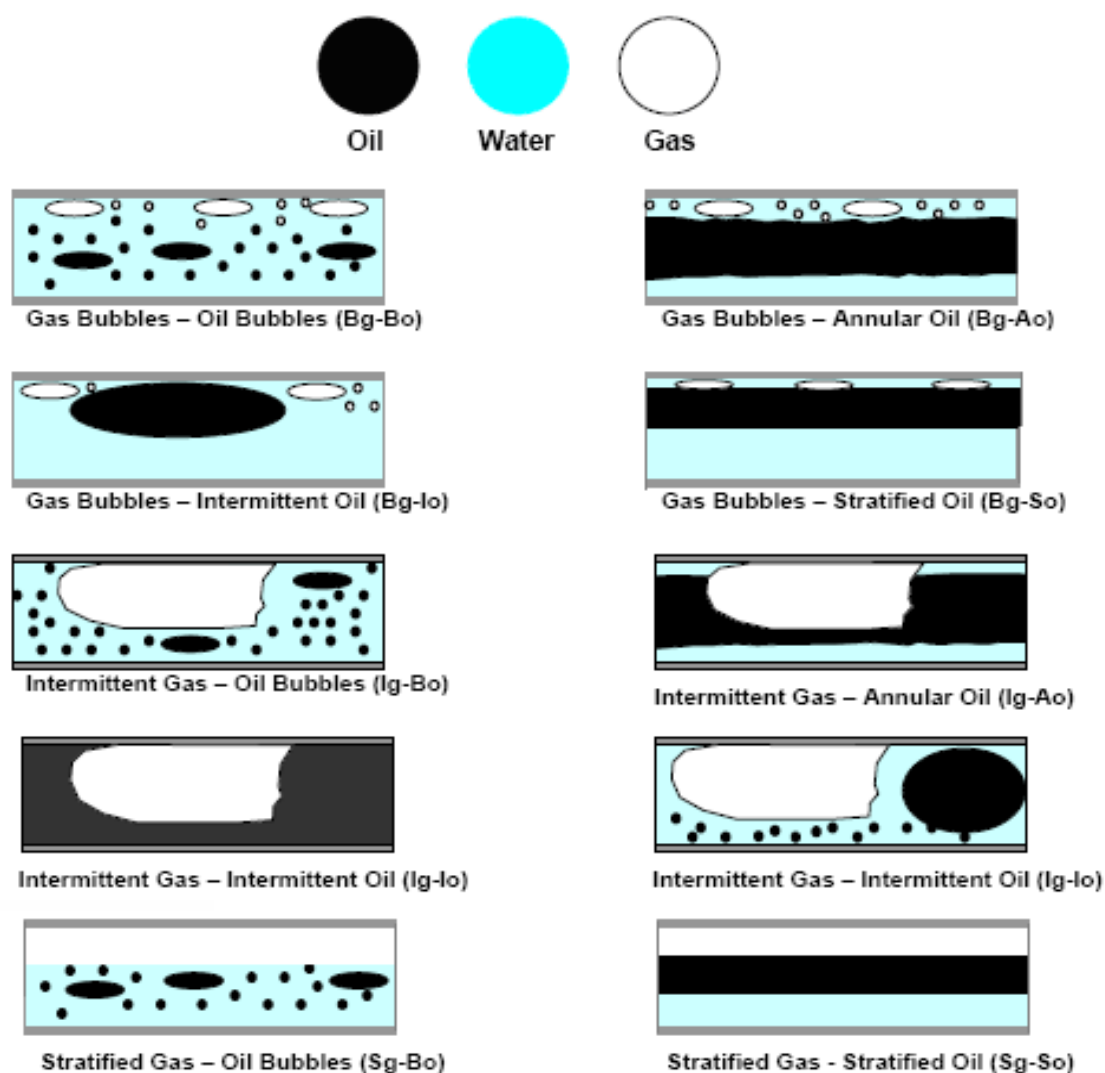 Oil Water Gas
Gas Bubbles – Oil Bubbles (Bg-Bo)
Gas Bubbles – Annular Oil (Bg-Ao)
Gas Bubbles – Intermittent Oil (Bg-Io)
Gas Bubbles – Stratified Oil (Bg-So)
Intermittent Gas – Oil Bubbles (Ig-Bo)
Intermittent Gas – Annular Oil (Ig-Ao)
Intermittent Gas – Intermittent Oil (Ig-Io)
Intermittent Gas – Intermittent Oil (Ig-Io)
Stratified Gas – Oil Bubbles (Sg-Bo)
Stratified Gas - Stratified Oil (Sg-So)